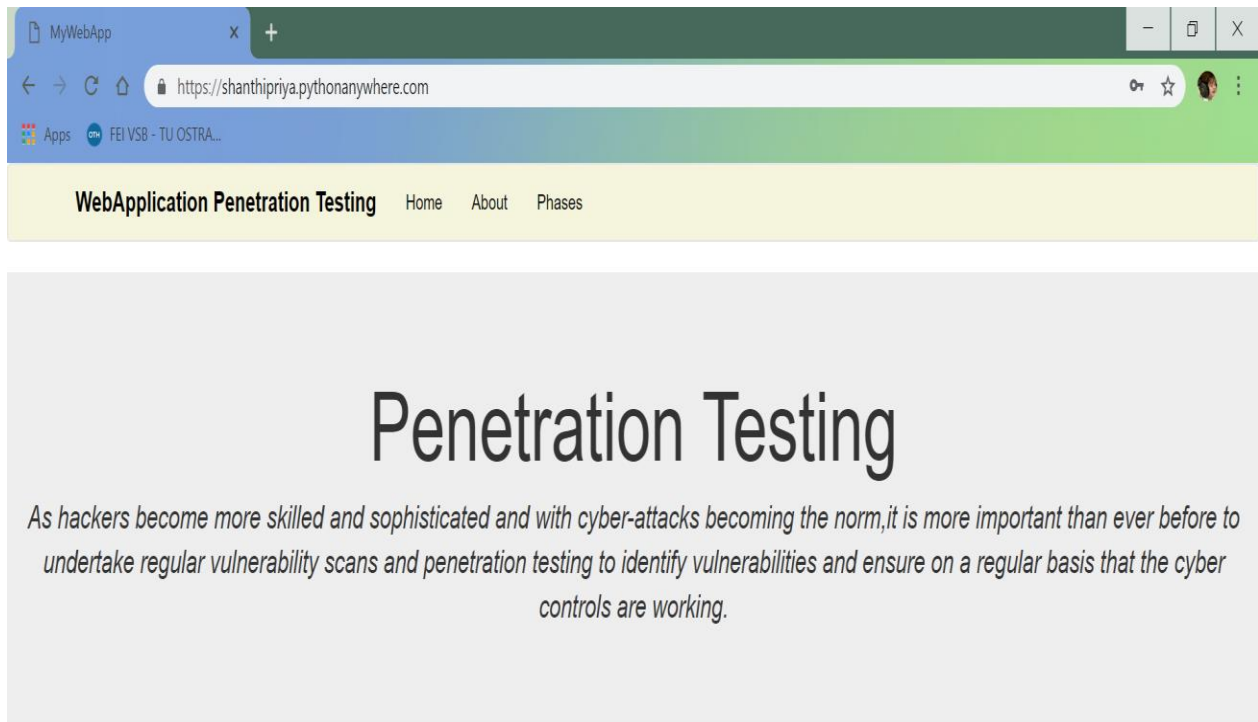 MyWebApp
https://shanthipriya.pythonanywhere.com
Apps FEI VSB - TU OSTRA...
WebApplication Penetration Testing Home About Phases
Penetration Testing
As hackers become more skilled and sophisticated and with cyber-attacks becoming the norm,it is more important than ever before to
undertake regular vulnerability scans and penetration testing to identify vulnerabilities and ensure on a regular basis that the cyber
controls are working.